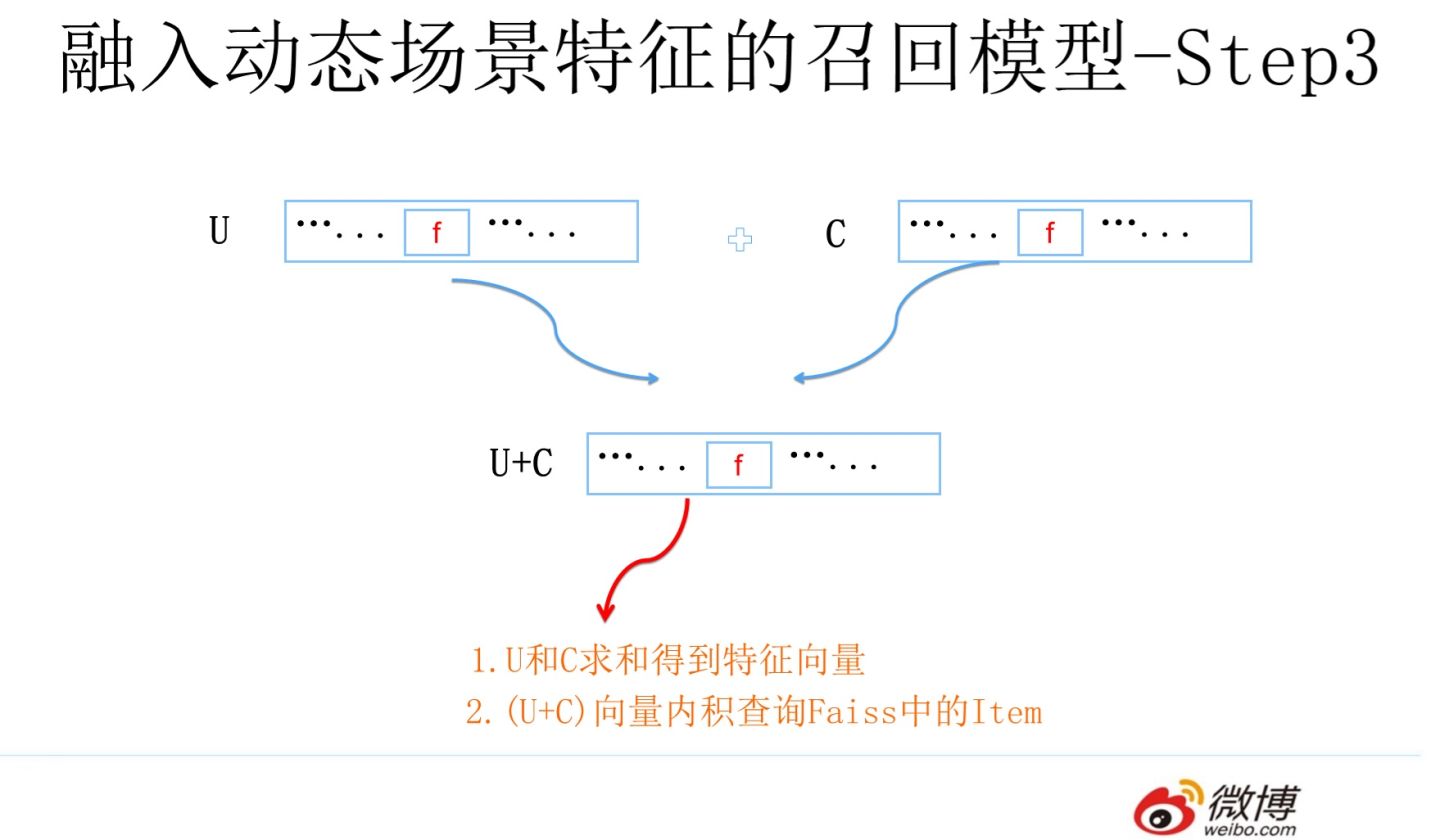 融入动态场景特征的召回模型-Step3
U •••... f •••... C •••... f •••...
U+C •••... f •••...
1.U和C求和得到特征向量
2.(U+C)向量内积查询Faiss中的Item
微博
weibo.com